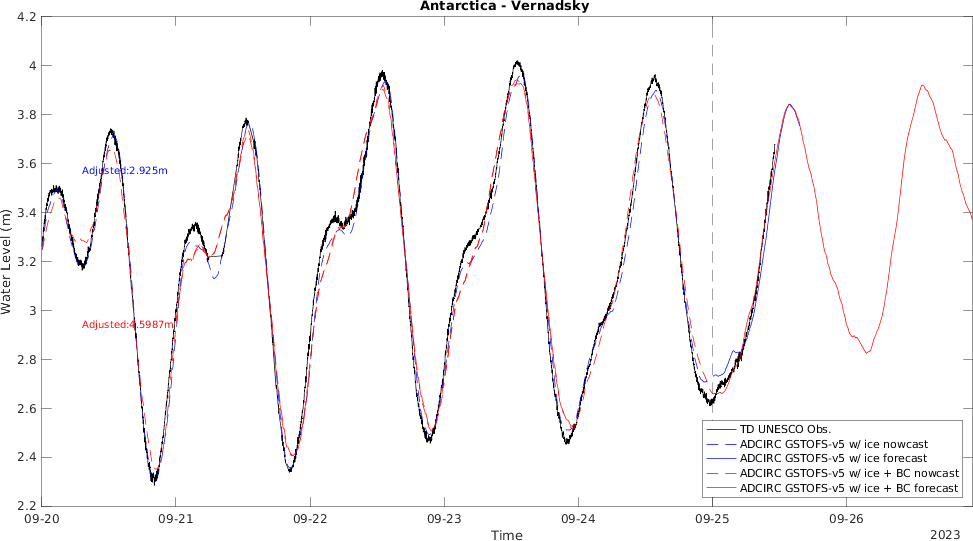 Antarctica - Vernadsky
4.2
4
3.8
3.6
3.4
3.2
3
2.8
2.6
2.4
2.2
Water Level (m)
Adjusted:2.925m
Adjusted:4.5987m
TD UNESCO Obs.
ADCIRC GSTOFS-v5 w/ ice nowcast
ADCIRC GSTOFS-v5 w/ ice forecast
ADCIRC GSTOFS-v5 w/ ice + BC nowcast
ADCIRC GSTOFS-v5 w/ ice + BC forecast
09-20 09-21 09-22 09-23 09-24 09-25 09-26
Time
2023